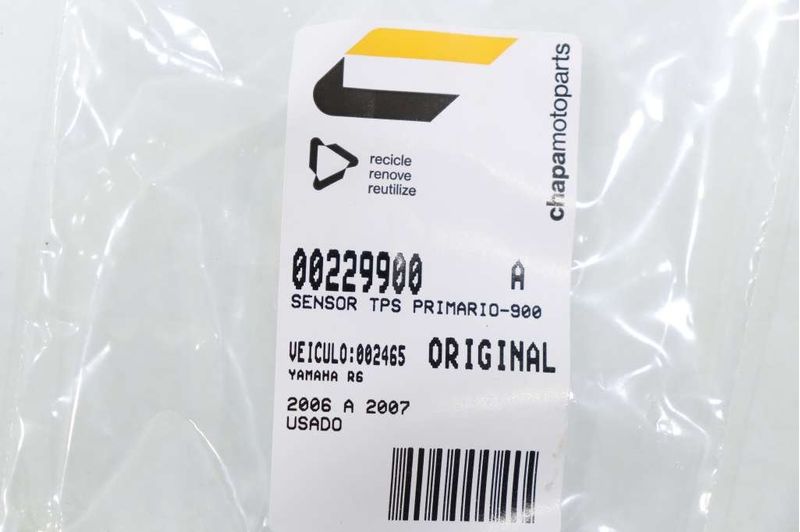 chapamotoparts
recicle
renove
reutilize
00229900 A
SENSOR TPS PRIMARIO-900
VEICULO:002465 ORIGINAL
YAMAHA R6
2006 A 2007
USADO